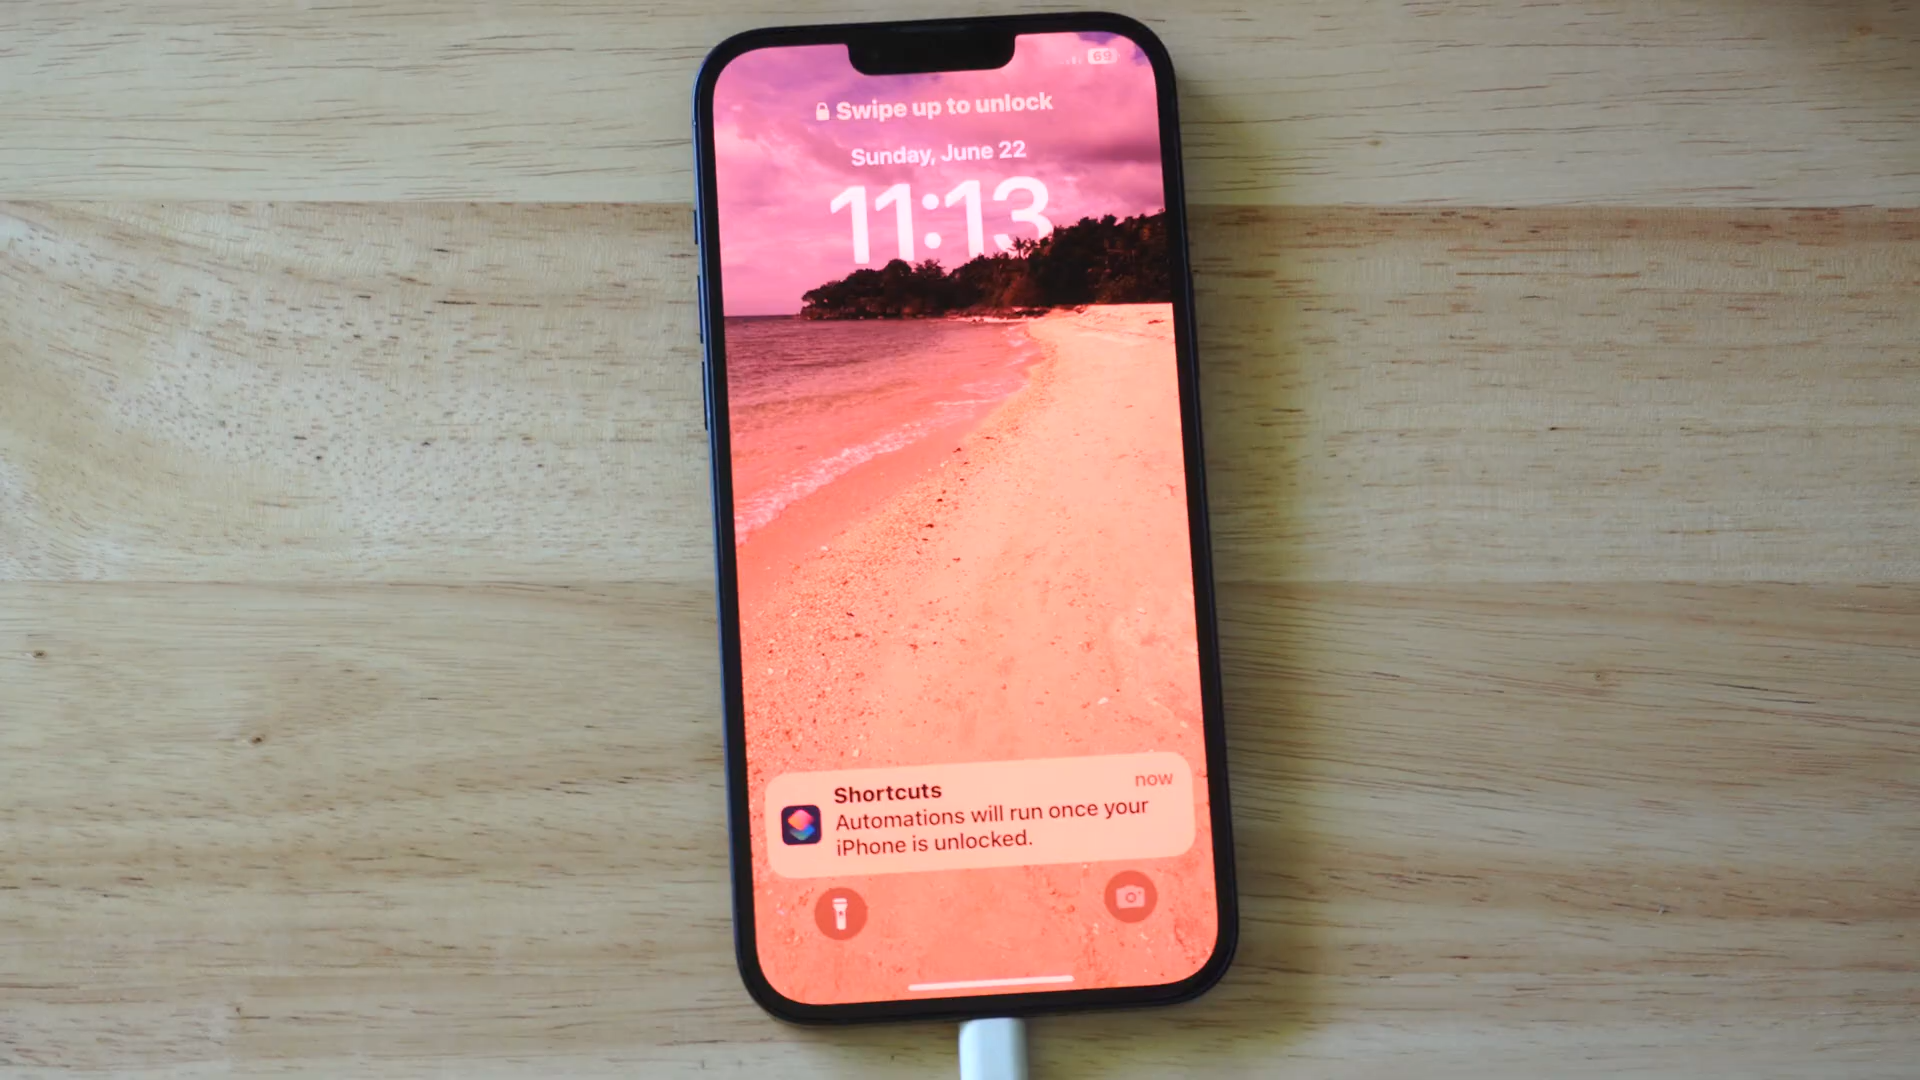 69
Swipe up to unlock
Sunday, June 22
11:13
Shortcuts
now
Automations will run once your
iPhone is unlocked.